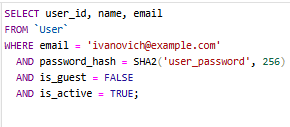 SELECT user_id, name, email
FROM `User`
WHERE email = 'ivanovich@example.com'
  AND password_hash = SHA2('user_password', 256)
  AND is_guest = FALSE
  AND is_active = TRUE;